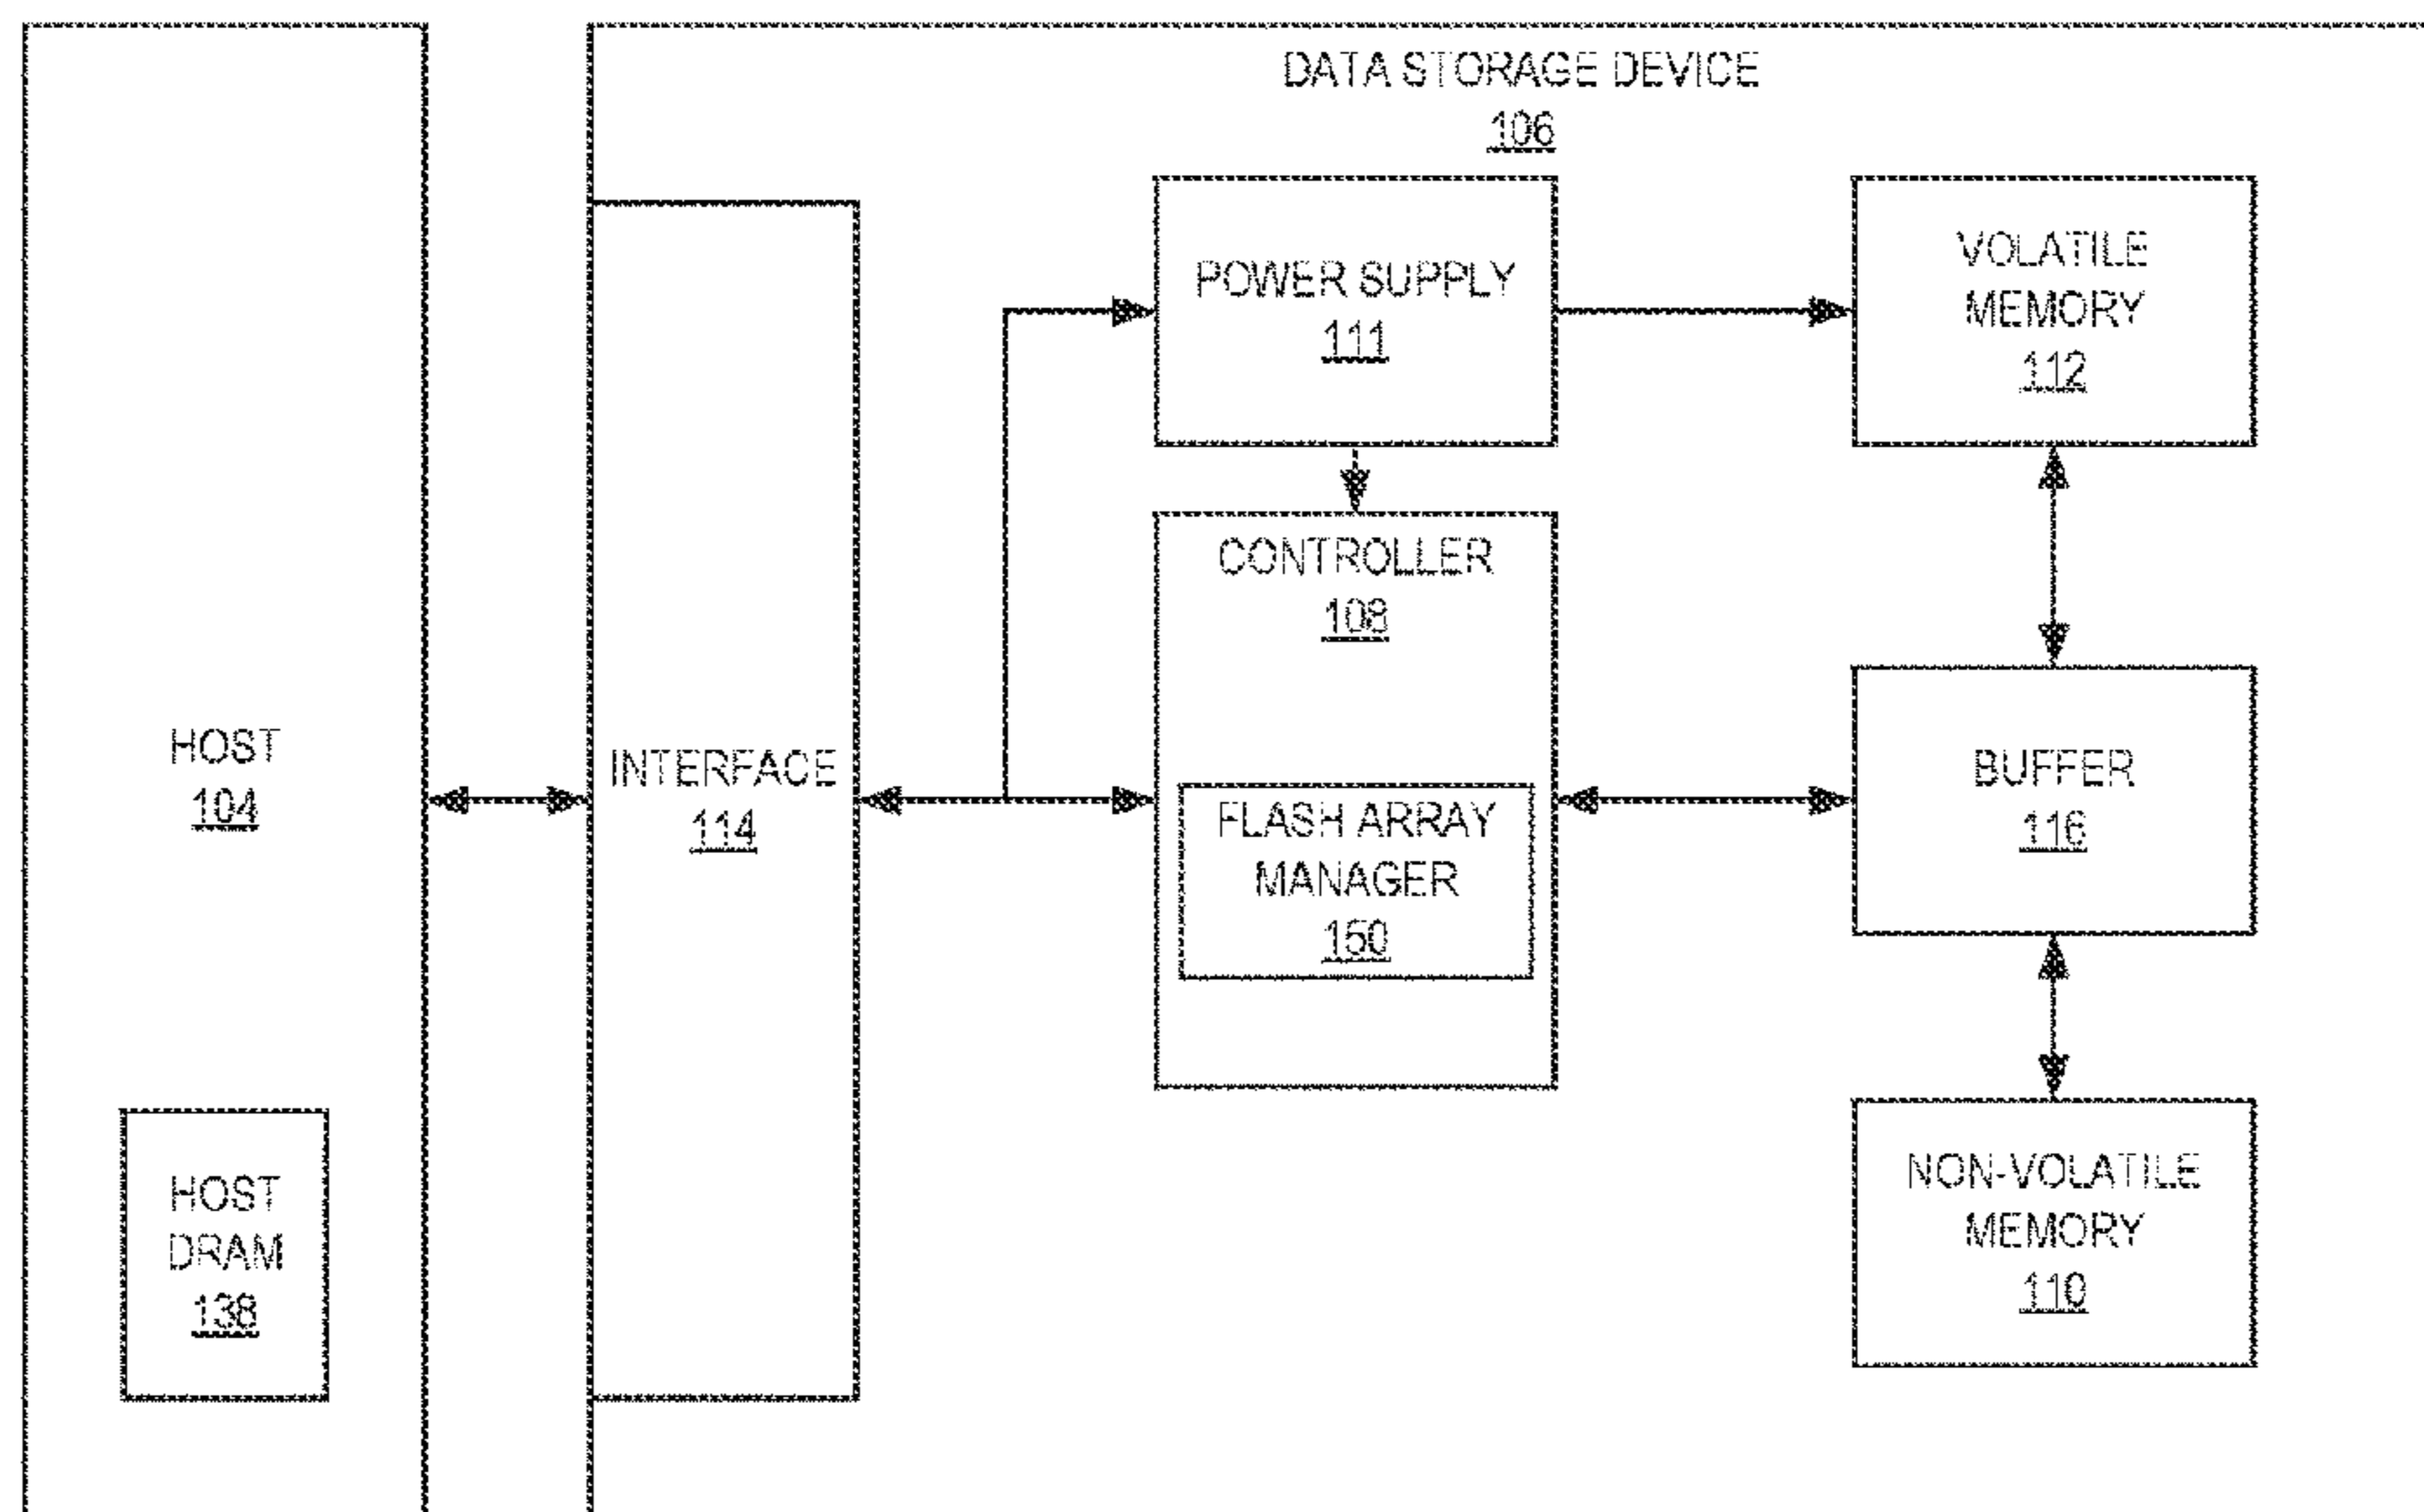 DATA STORAGE DEVICE
106
POWER SUPPLY
111
VOLATILE
MEMORY
112
CONTROLLER
108
HOST
104
INTERFACE
114
FLASH ARRAY
MANAGER
150
BUFFER
116
HOST
DRAM
138
NON-VOLATILE
MEMORY
110